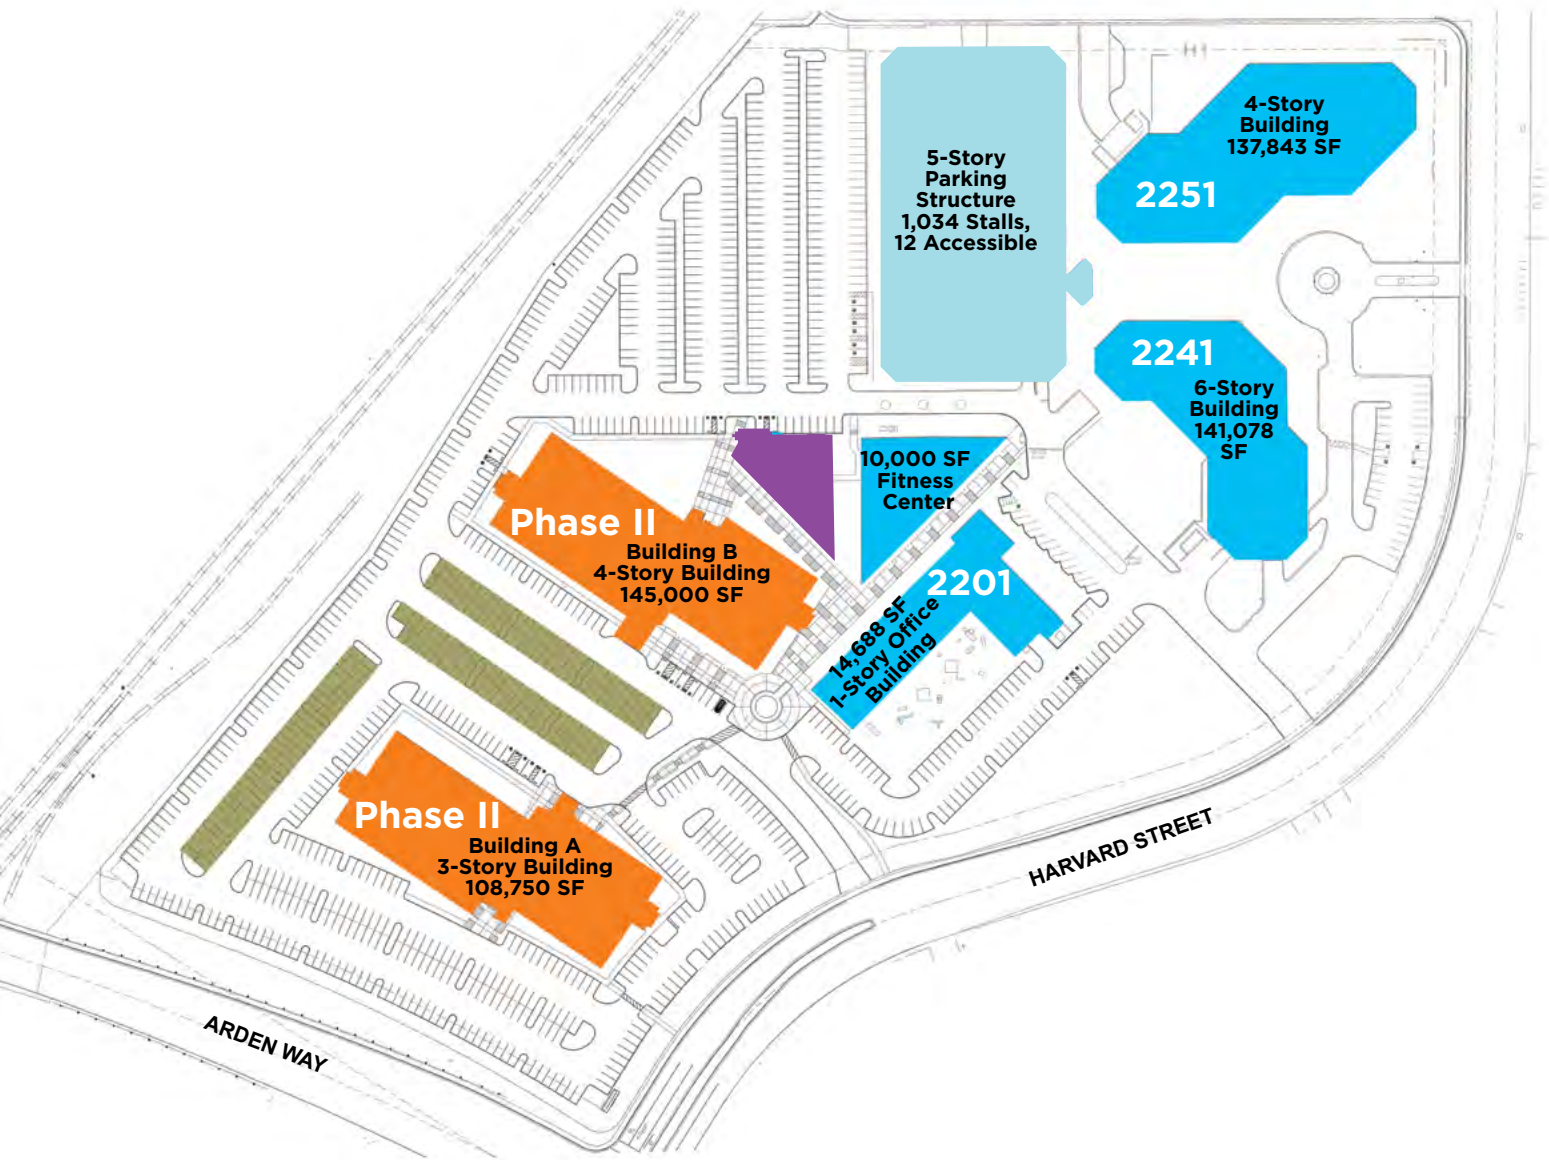 4-Story
Building
137,843 SF
2251
5-Story
Parking
Structure
1,034 Stalls,
12 Accessible
2241
6-Story
Building
141,078
SF
10,000 SF
Fitness
Center
Phase II
Building B
4-Story Building
145,000 SF
2201
14,688 SF
1-Story Office
Building
Phase II
Building A
3-Story Building
108,750 SF
HARVARD STREET
ARDEN WAY